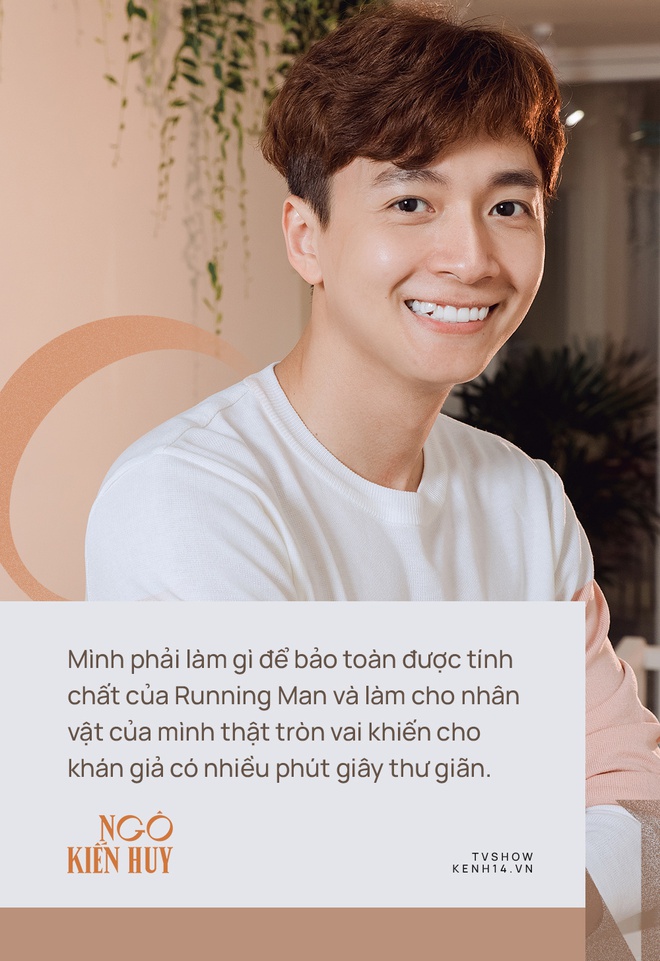 Mình phải làm gì để bảo toàn được tính
chất của Running Man và làm cho nhân
vật của mình thật tròn vai khiến cho
khán giả có nhiều phút giây thư giãn.
NGÔ
KIẾN HUY
TVSHOW
KENH14.VN